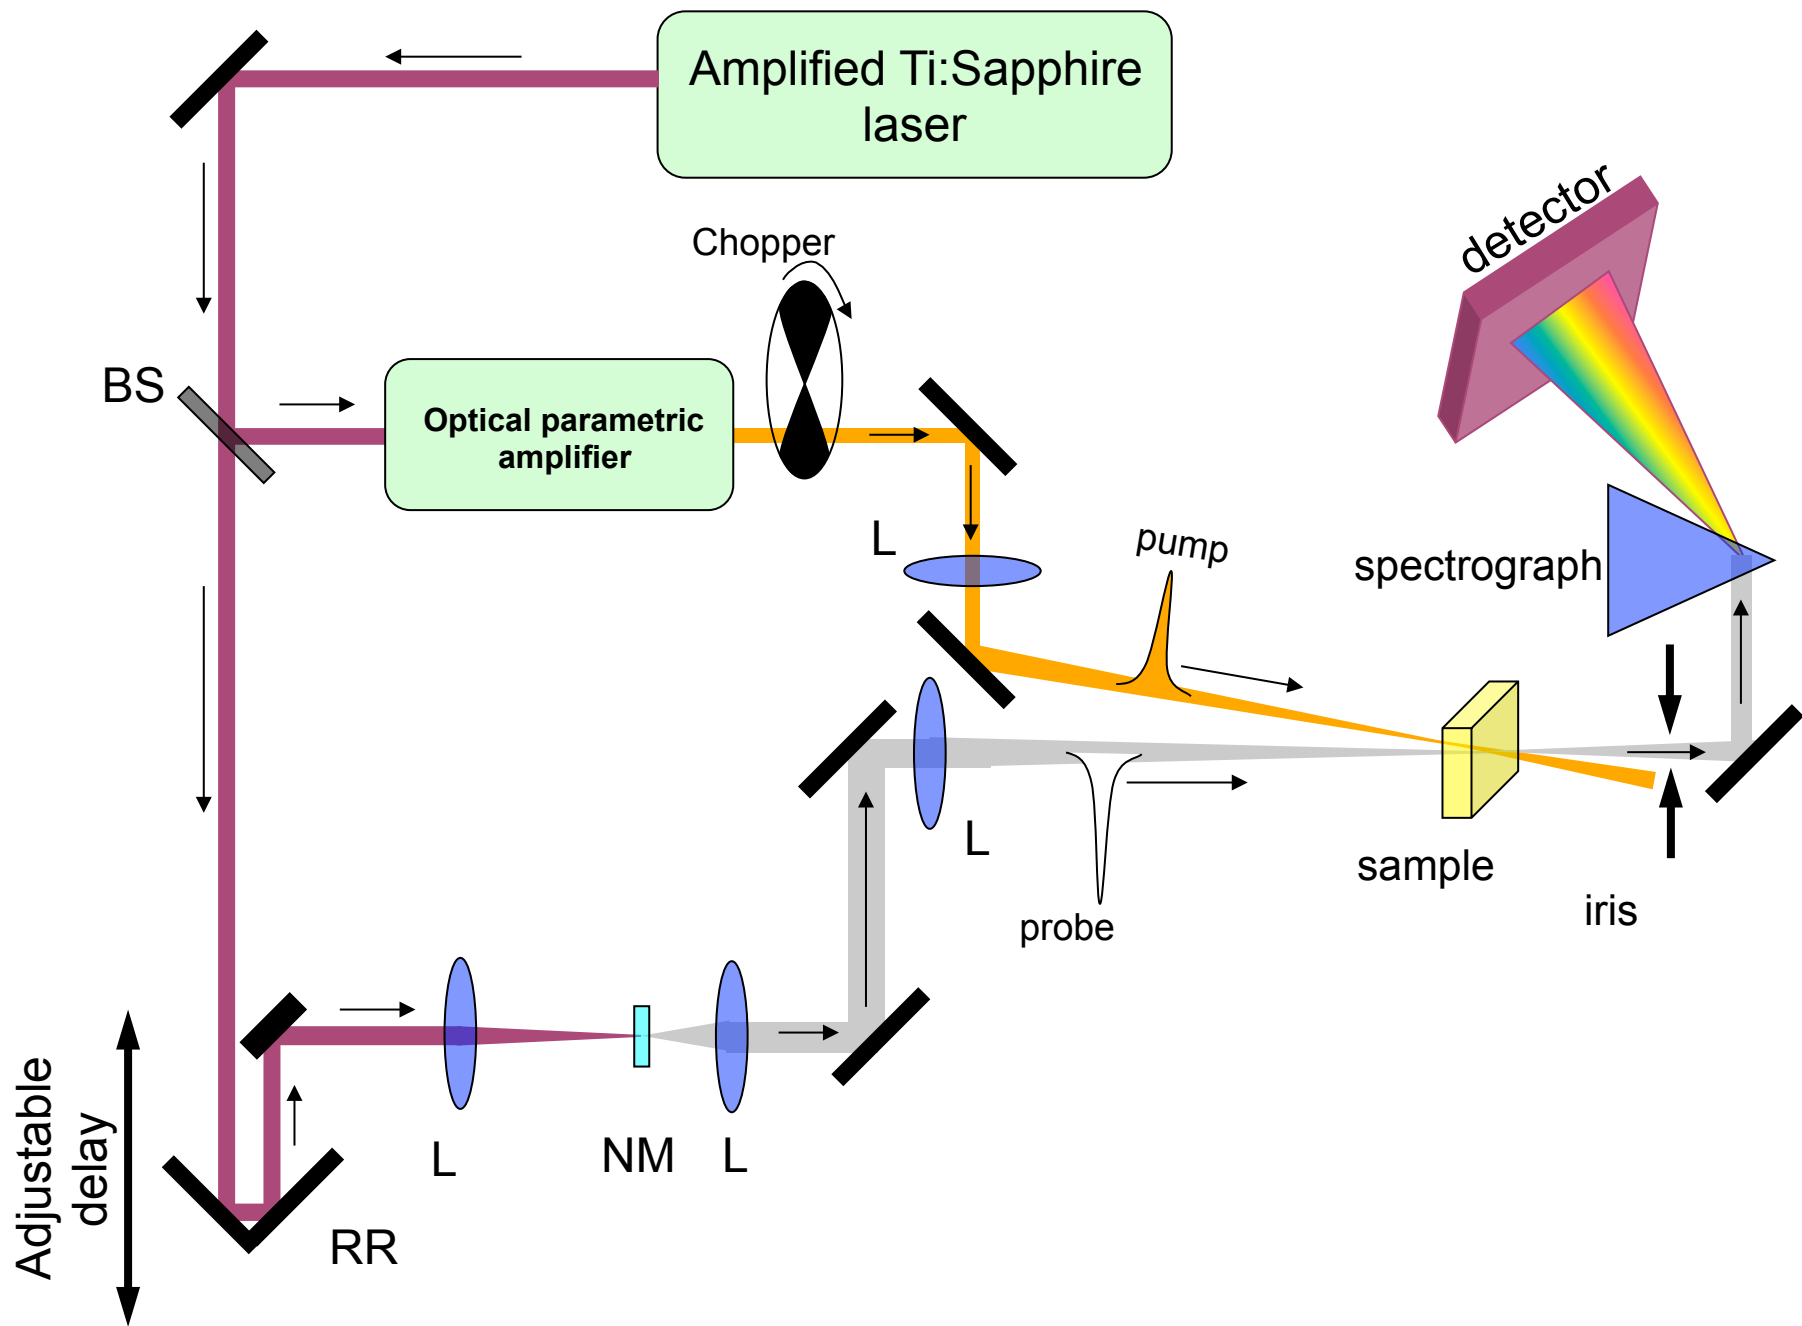 Amplified Ti:Sapphire
laser
detector
Chopper
BS
Optical parametric
amplifier
L
pump
spectrograph
L
probe
sample
iris
Adjustable
delay
L
NM
L
RR